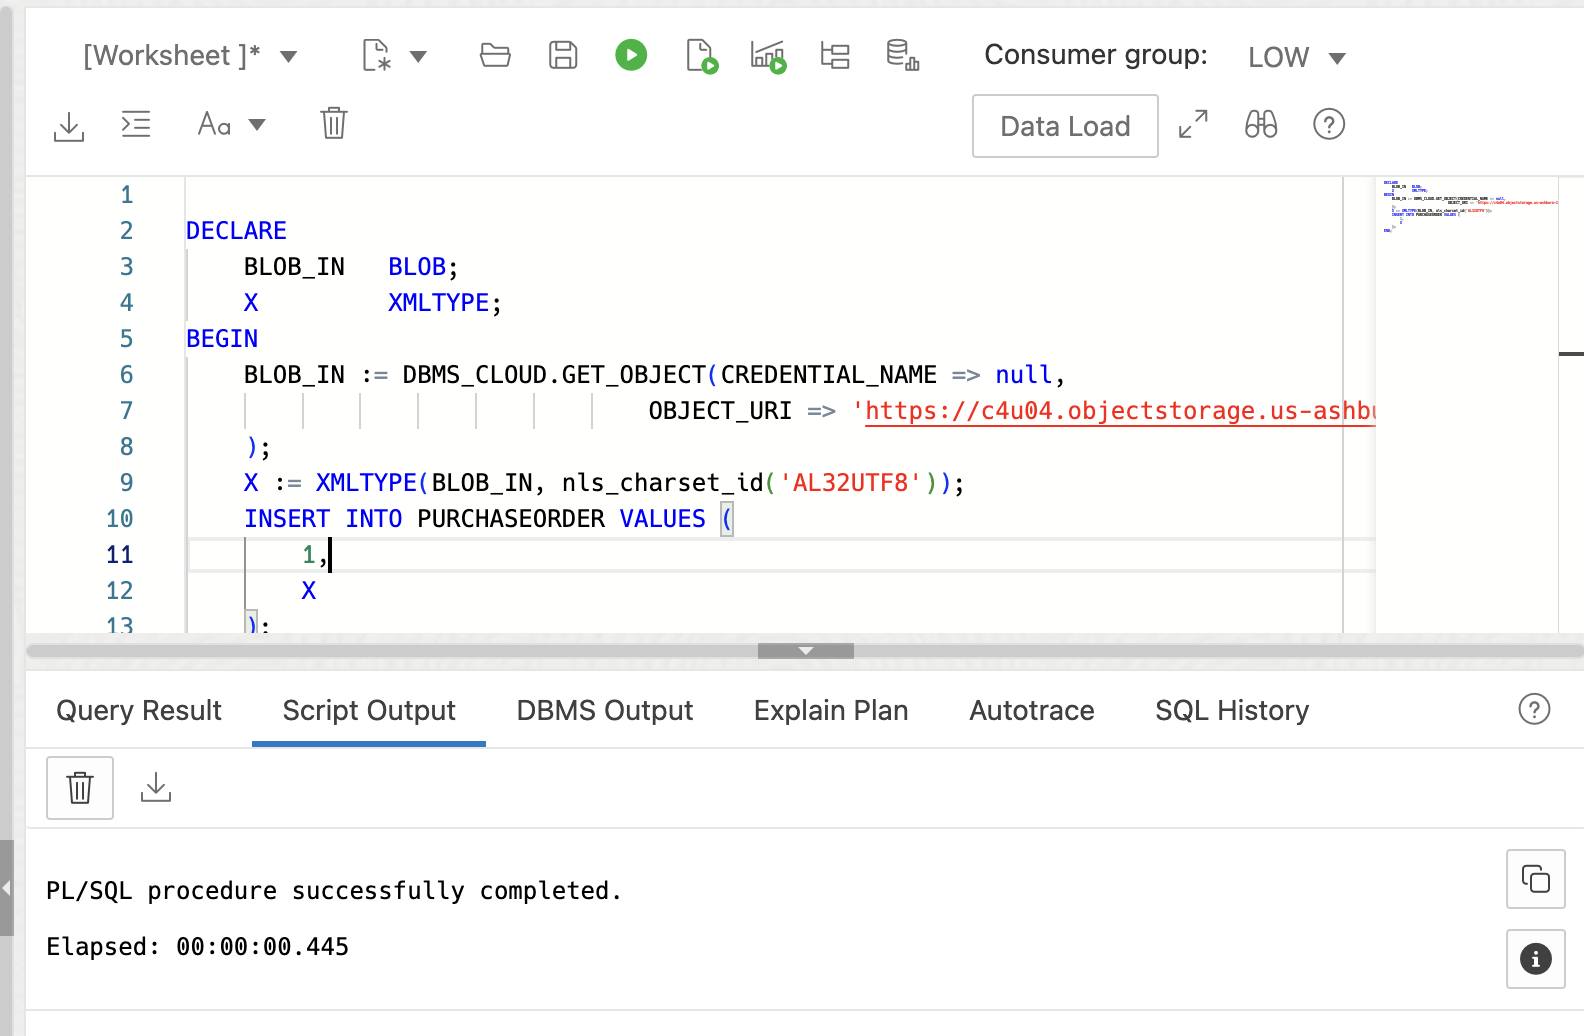 [Worksheet ]*
Consumer group: LOW
Aa
Data Load
1
2 DECLARE
3 BLOB_IN BLOB;
4 X XMLTYPE;
5 BEGIN
6 BLOB_IN := DBMS_CLOUD.GET_OBJECT(CREDENTIAL_NAME => null,
7 OBJECT_URI => 'https://c4u04.objectstorage.us-ashbu
8 );
9 X := XMLTYPE(BLOB_IN, nls_charset_id('AL32UTF8'));
10 INSERT INTO PURCHASEORDER VALUES (
11 1,
12 X
13 );
Query Result Script Output DBMS Output Explain Plan Autotrace SQL History
PL/SQL procedure successfully completed.
Elapsed: 00:00:00.445